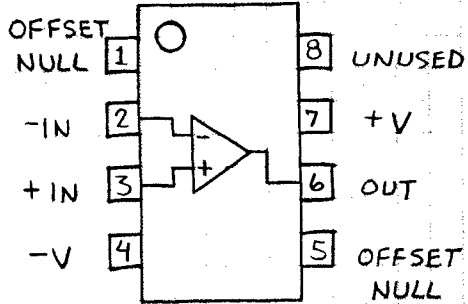 OFFSET
NULL 1
8 UNUSED
-IN 2
7 +V
-
+
+IN 3
6 OUT
-V 4
5 OFFSET
NULL